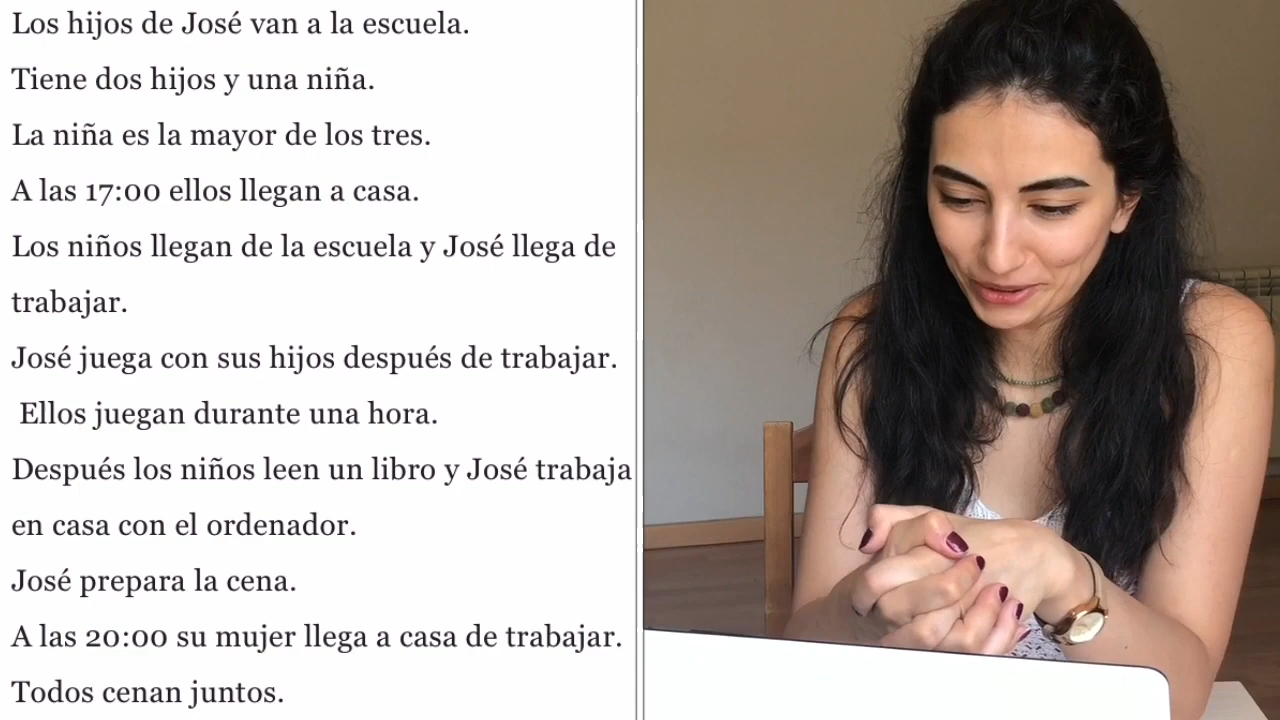 Los hijos de José van a la escuela.
Tiene dos hijos y una niña.
La niña es la mayor de los tres.
A las 17:00 ellos llegan a casa.
Los niños llegan de la escuela y José llega de
trabajar.
José juega con sus hijos después de trabajar.
Ellos juegan durante una hora.
Después los niños leen un libro y José trabaja
en casa con el ordenador.
José prepara la cena.
A las 20:00 su mujer llega a casa de trabajar.
Todos cenan juntos.